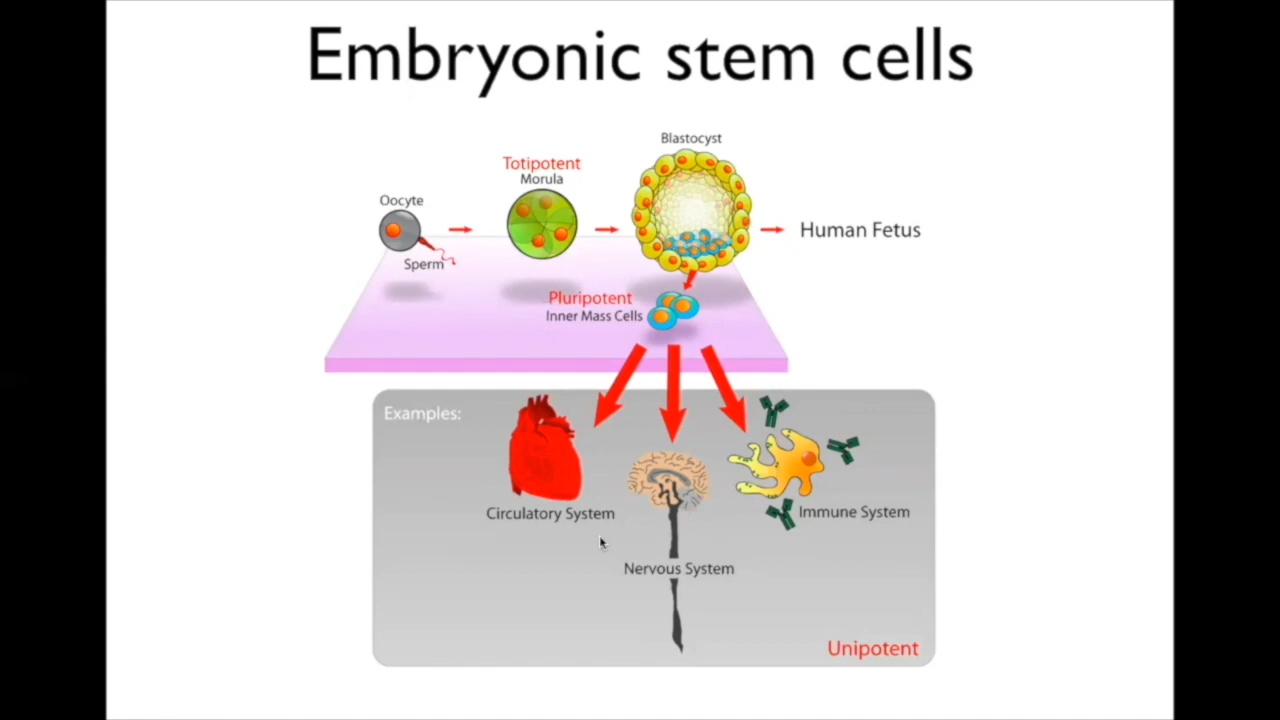 Embryonic stem cells
Blastocyst
Totipotent
Morula
Oocyte
Sperm
Human Fetus
Pluripotent
Inner Mass Cells
Examples:
Circulatory System
Immune System
Nervous System
Unipotent